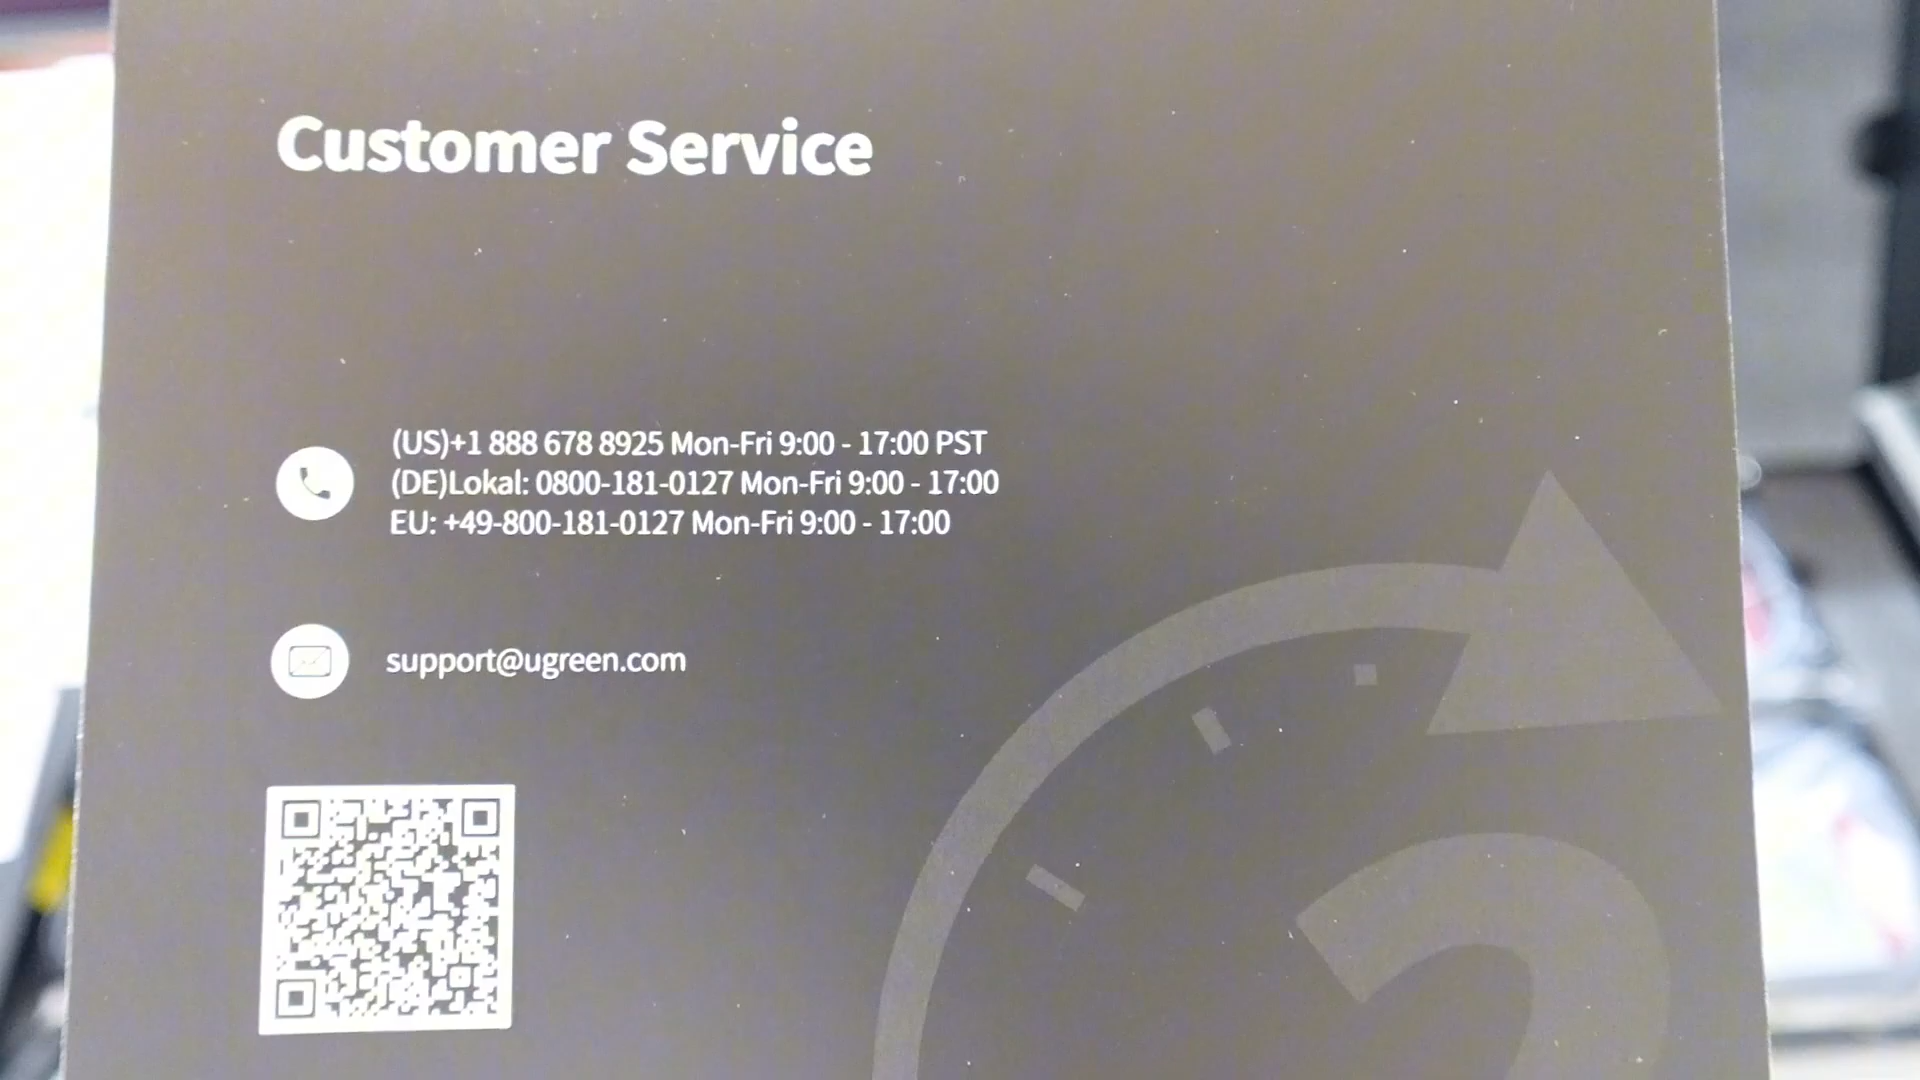 Customer Service
(US)+1 888 678 8925 Mon-Fri 9:00 - 17:00 PST
(DE)Lokal: 0800-181-0127 Mon-Fri 9:00 - 17:00
EU: +49-800-181-0127 Mon-Fri 9:00 - 17:00
support@ugreen.com
2